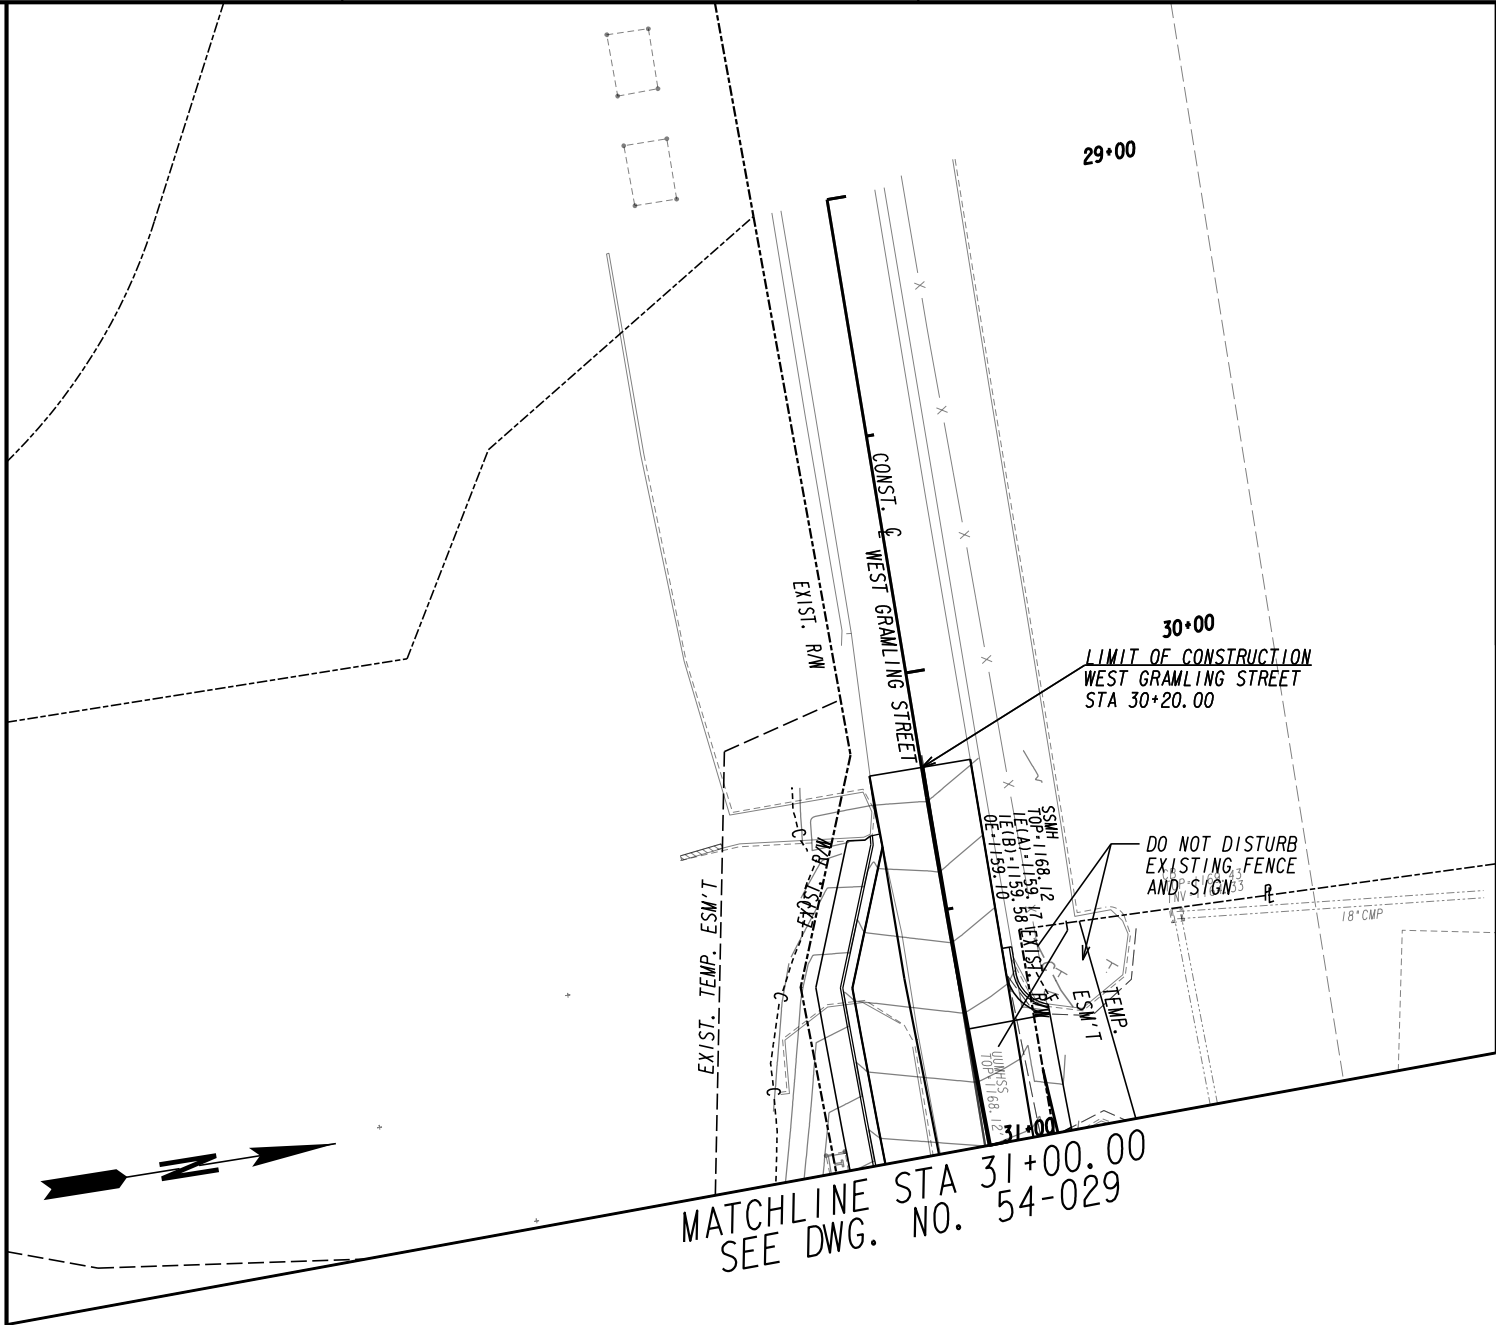 29+00
CONST. ℄ WEST GRAMLING STREET
EXIST. R/W
30+00
LIMIT OF CONSTRUCTION
WEST GRAMLING STREET
STA 30+20.00
SSMH
TOP-1168.12
IE(A)-1159.17
IE(B)-1159.58
OE-1159.10
DO NOT DISTURB
EXISTING FENCE
AND SIGN
℄
18"CMP
C
EXIST. R/W
C
EXIST. TEMP. ESM'T
C
C
EXIST. R/W
TEMP.
ESM'T
TOP-1168.12
31+00
N
MATCHLINE STA 31+00.00
SEE DWG. NO. 54-029